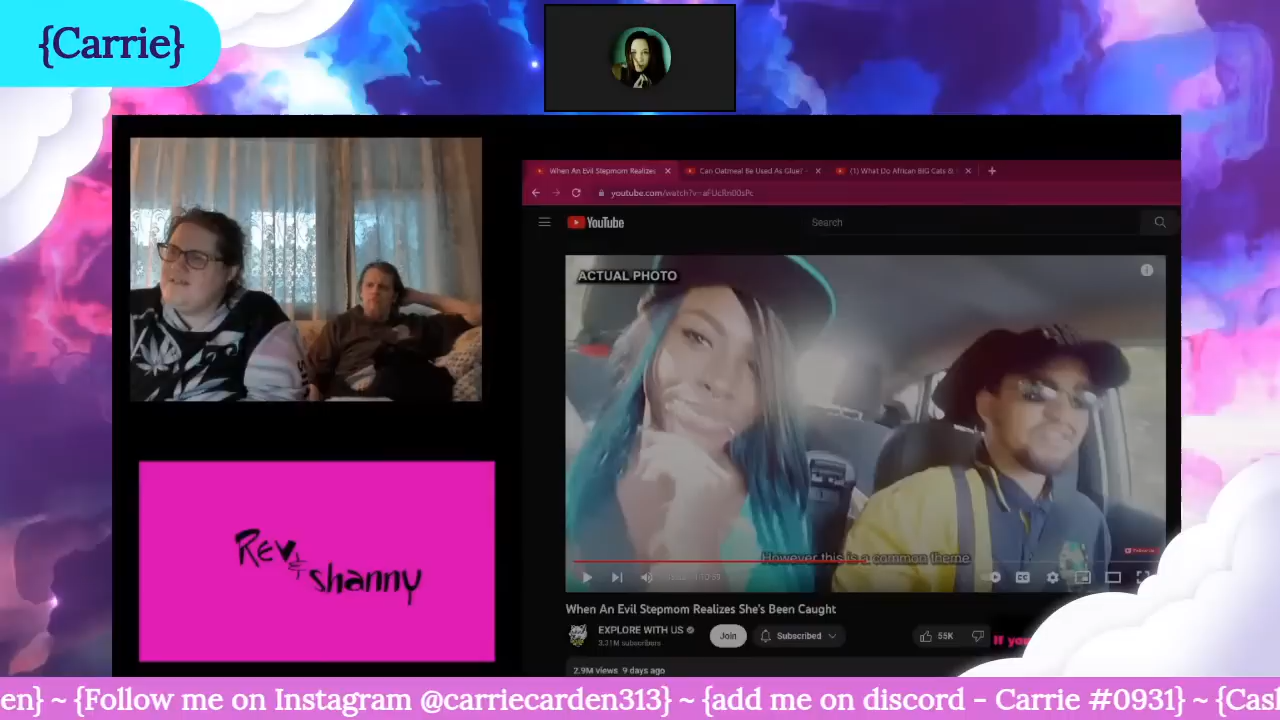 {Carrie}
When An Evil Stepmom Realizes
Can Oatmeal Be Used As Glue? -
(1) What Do African BIG Cats &
youtube.com/watch?v=aFUcRn00sPc
YouTube
Search
ACTUAL PHOTO
However this is a common theme
When An Evil Stepmom Realizes She's Been Caught
EXPLORE WITH US
Join
Subscribed
55K
If you
2.9M views 9 days ago
Rev & shanny
en} ~ {Follow me on Instagram @carriecarden313} ~ {add me on discord - Carrie #0931} ~ {Cas